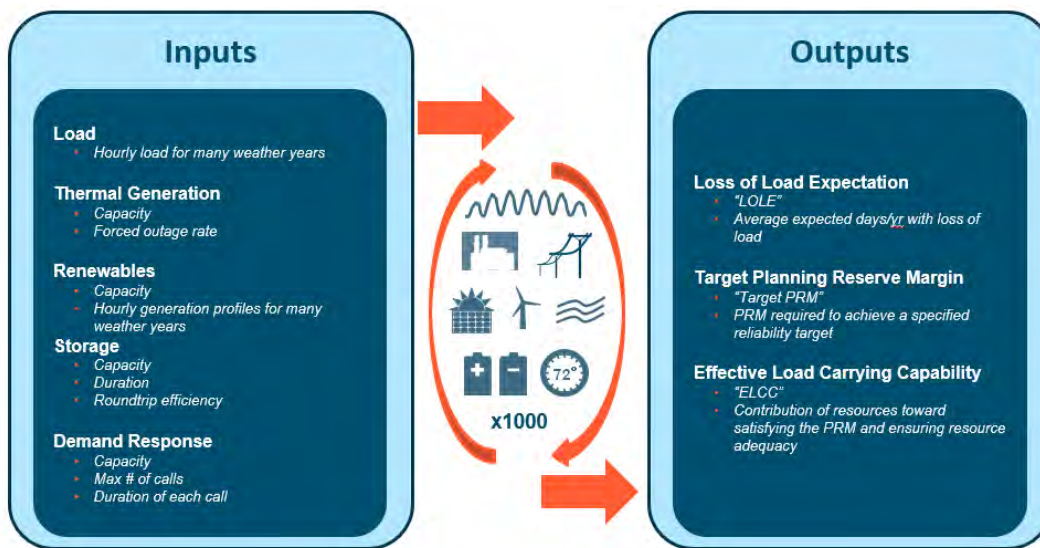 Inputs
Load
Hourly load for many weather years
Thermal Generation
Capacity
Forced outage rate
Renewables
Capacity
Hourly generation profiles for many
weather years
Storage
Capacity
Duration
Roundtrip efficiency
Demand Response
Capacity
Max # of calls
Duration of each call
72°
x1000
Outputs
Loss of Load Expectation
"LOLE"
Average expected days/yr with loss of
load
Target Planning Reserve Margin
"Target PRM"
PRM required to achieve a specified
reliability target
Effective Load Carrying Capability
"ELCC"
Contribution of resources toward
satisfying the PRM and ensuring resource
adequacy